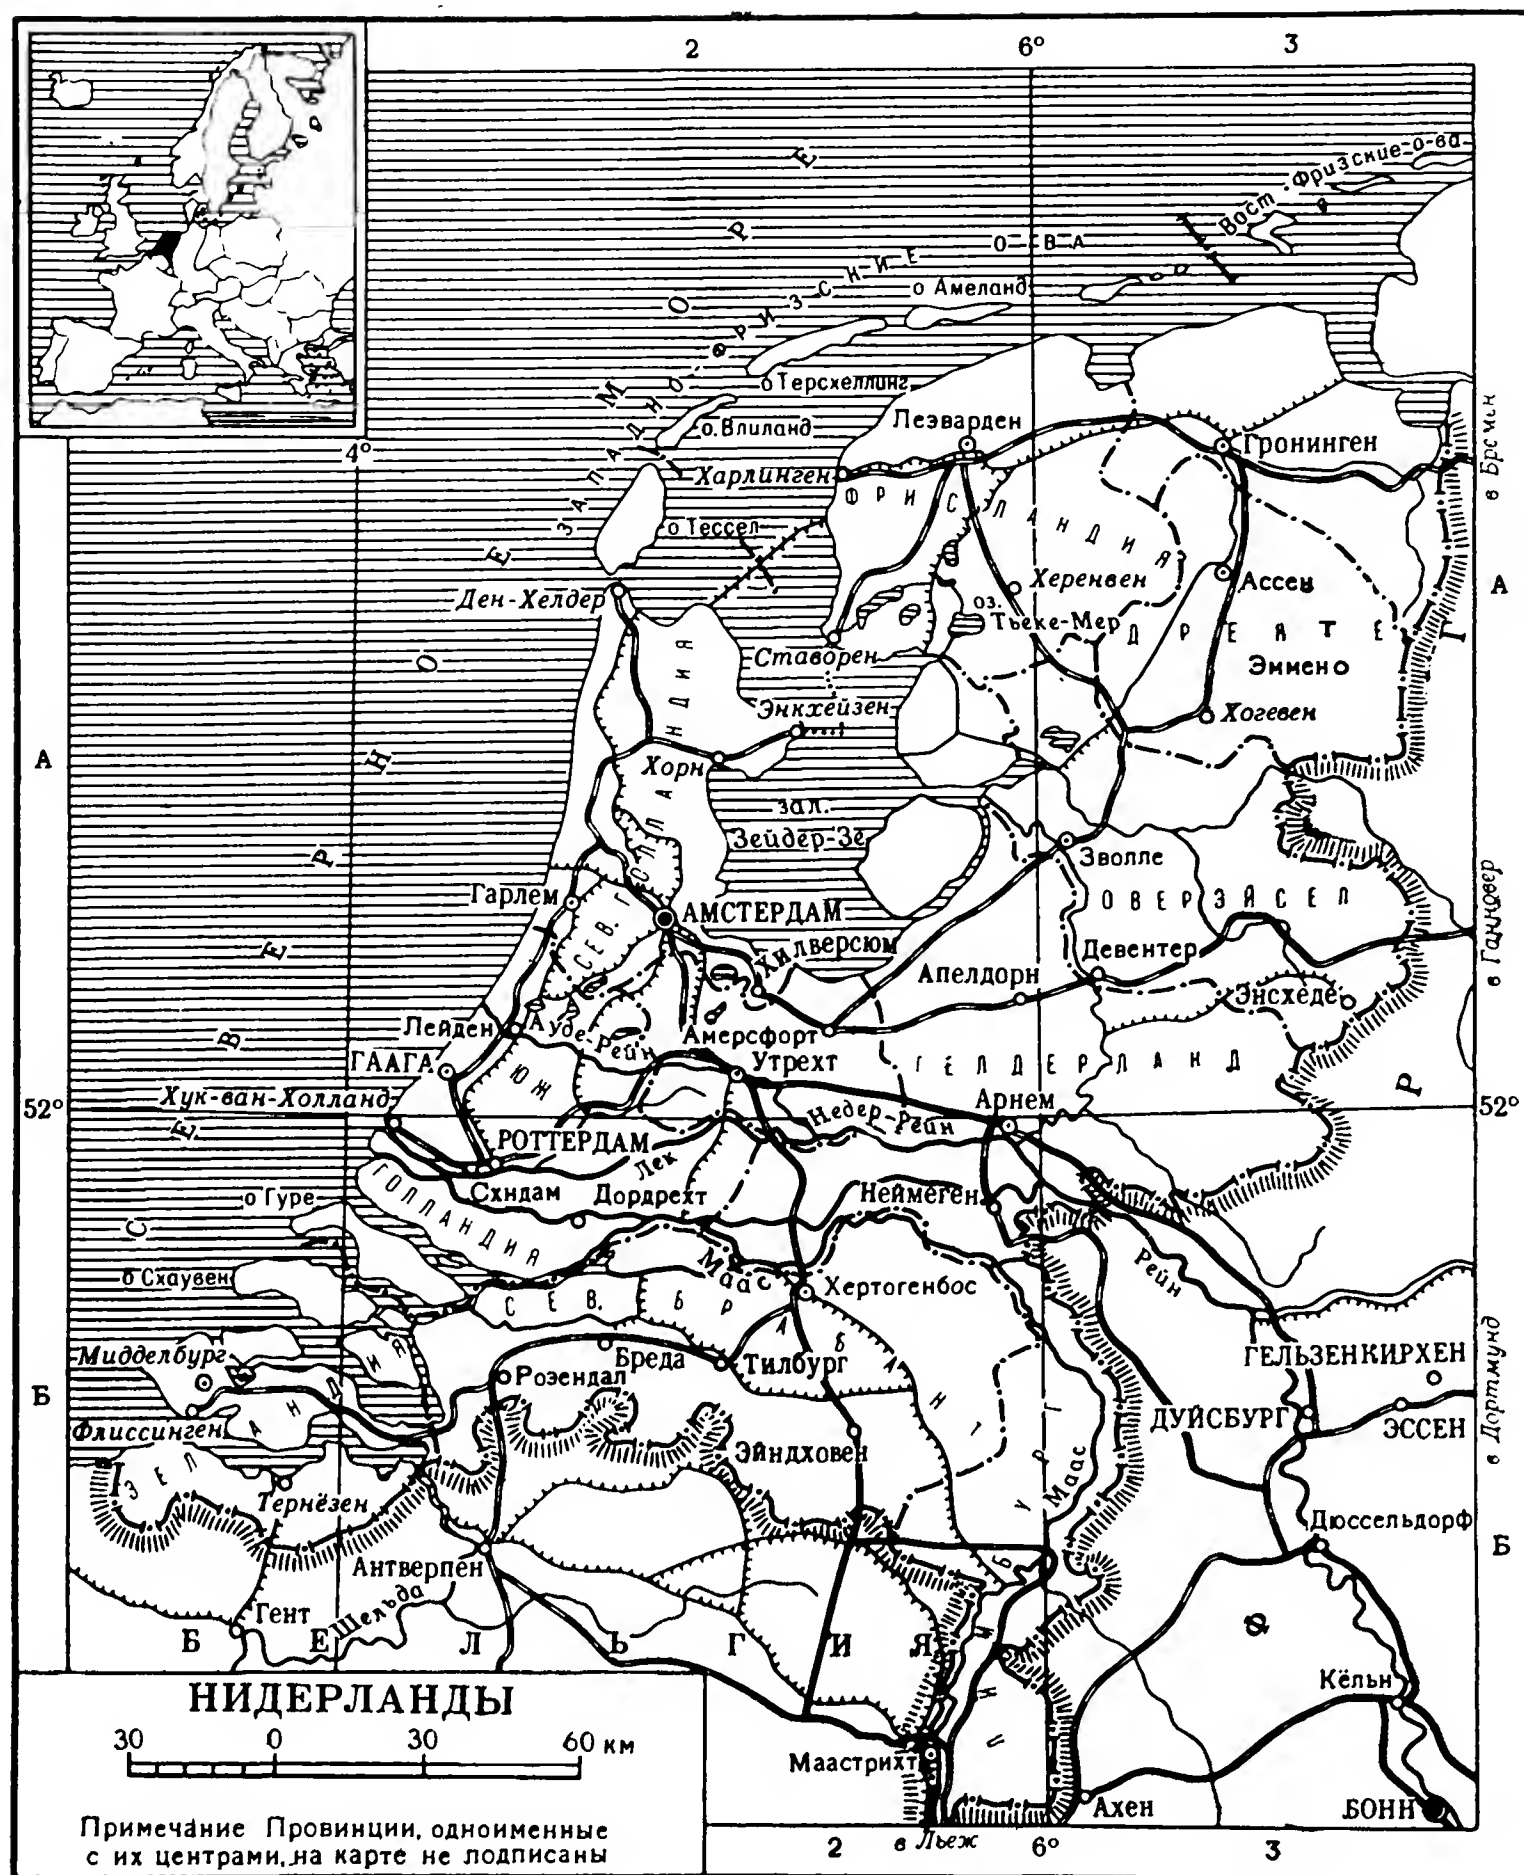 2
6°
3
СЕВЕРНОЕ МОРЕ
Вост. Фризские о-ва
ЗАПАДНО-ФРИЗСКИЕ О-ВА
о Амеланд
о Терсхеллинг
о. Влиланд
4°
Леэварден
Гронинген
в Бремен
Харлинген
ФРИСЛАНДИЯ
о Тессел
Ден-Хелдер
Херенвен
Ассен
А
оз.
Тьеке-Мер
ДРЕНТЕ
Ставорен
Эммен
Энкхейзен
Хогевен
А
Хорн
зал.
Зейдер-Зе
Зволле
СЕВ. ГОЛЛАНДИЯ
Гарлем
АМСТЕРДАМ
ОВЕРЭЙСЕЛ
в Ганновер
Хилверсюм
Девентер
Апелдорн
Энсхеде
Лейден
Ауде-Рейн
Амерсфорт
ГААГА
Утрехт
ГЕЛДЕРЛАНД
Хук-ван-Холланд
52°
52°
Недер-Рейн
Арнем
РОТТЕРДАМ
Лек
ЮЖ ГОЛЛАНДИЯ
Схидам
Дордрехт
Неймеген
о Гуре
Рейн
о Схаувен
Маас
Хертогенбос
СЕВ. БРАБАНТ
Мидделбург
Бреда
Тилбург
ГЕЛЬЗЕНКИРХЕН
в Дортмунд
Б
Розендал
ДУЙСБУРГ
ЭССЕН
Флиссинген
ЗЕЛАНДИЯ
Эйндховен
Маас
Тернёзен
Дюссельдорф
Б
Антверпен
ЛИМБУРГ
Гент
Шельда
БЕЛЬГИЯ
ФРГ
Кёльн
Маастрихт
Ахен
БОНН
2
в Льеж
6°
3
НИДЕРЛАНДЫ
30 0 30 60 км
Примечание Провинции, одноименные
с их центрами, на карте не подписаны